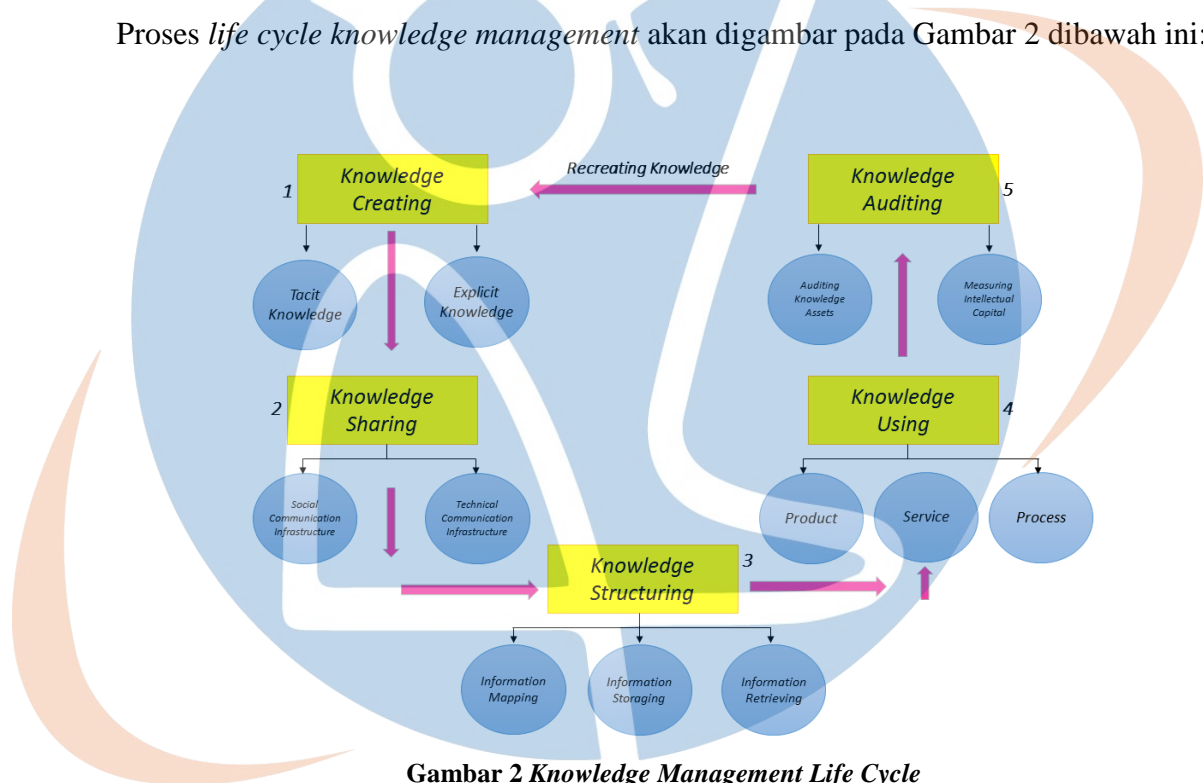 Proses life cycle knowledge management akan digambar pada Gambar 2 dibawah ini:
Recreating Knowledge
1
Knowledge
Creating
Knowledge
Auditing
5
Tacit
Knowledge
Explicit
Knowledge
Auditing
Knowledge
Assets
Measuring
Intellectual
Capital
2
Knowledge
Sharing
Knowledge
Using
4
Social
Communication
Infrastructure
Technical
Communication
Infrastructure
Product
Service
Process
Knowledge
Structuring
3
Information
Mapping
Information
Storaging
Information
Retrieving
Gambar 2 Knowledge Management Life Cycle